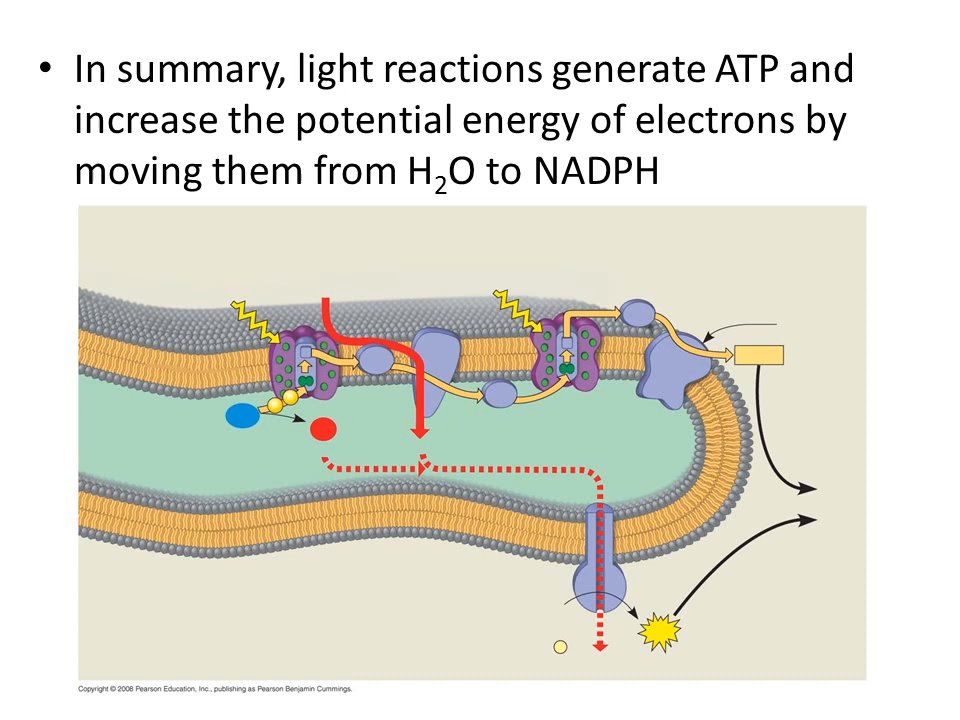 • In summary, light reactions generate ATP and
increase the potential energy of electrons by
moving them from H₂O to NADPH
Copyright © 2008 Pearson Education, Inc., publishing as Pearson Benjamin Cummings.